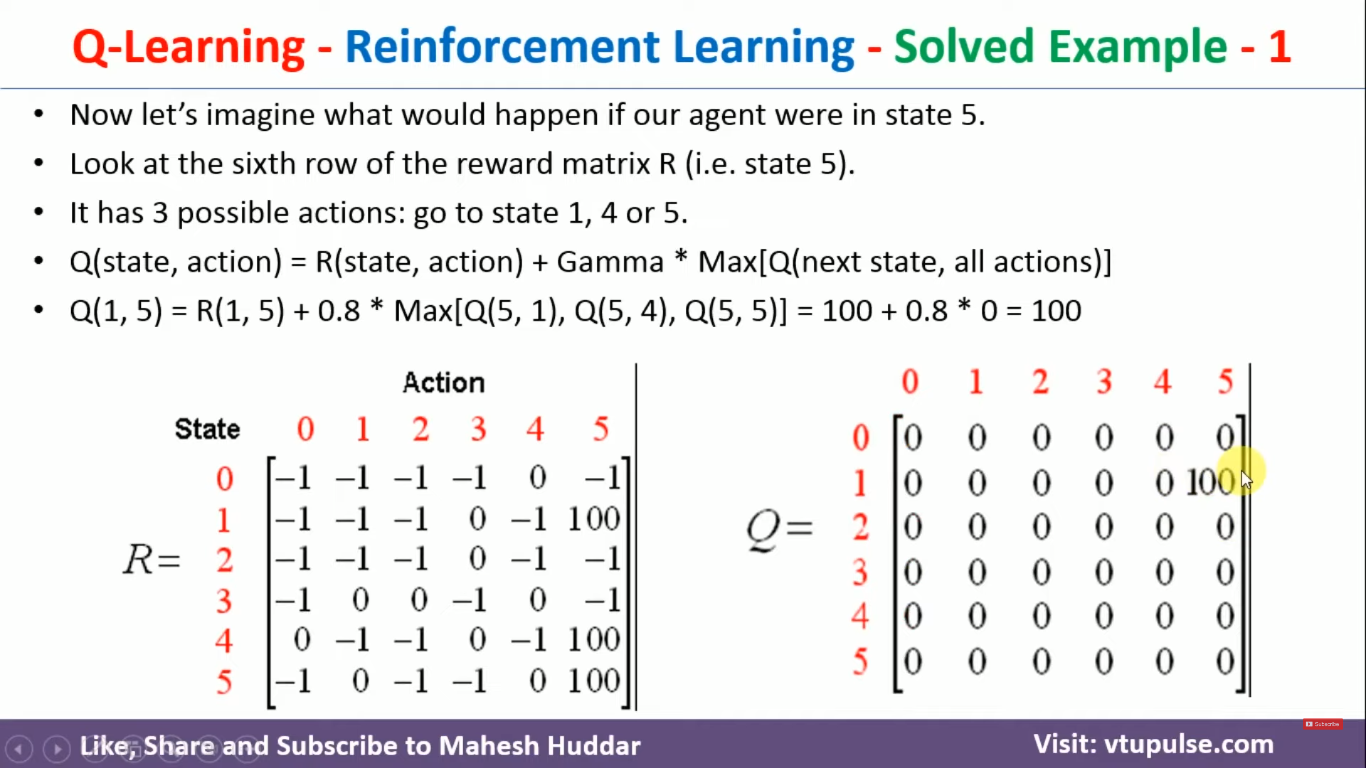 Q-Learning - Reinforcement Learning - Solved Example - 1
• Now let’s imagine what would happen if our agent were in state 5.
• Look at the sixth row of the reward matrix R (i.e. state 5).
• It has 3 possible actions: go to state 1, 4 or 5.
• Q(state, action) = R(state, action) + Gamma * Max[Q(next state, all actions)]
• Q(1, 5) = R(1, 5) + 0.8 * Max[Q(5, 1), Q(5, 4), Q(5, 5)] = 100 + 0.8 * 0 = 100
Action
State 0 1 2 3 4 5
0 −1 −1 −1 −1 0 −1
1 −1 −1 −1 0 −1 100
R= 2 −1 −1 −1 0 −1 −1
3 −1 0 0 −1 0 −1
4 0 −1 −1 0 −1 100
5 −1 0 −1 −1 0 100
0 1 2 3 4 5
0 0 0 0 0 0 0
1 0 0 0 0 0 100
Q= 2 0 0 0 0 0 0
3 0 0 0 0 0 0
4 0 0 0 0 0 0
5 0 0 0 0 0 0
Subscribe
Like, Share and Subscribe to Mahesh Huddar
Visit: vtupulse.com